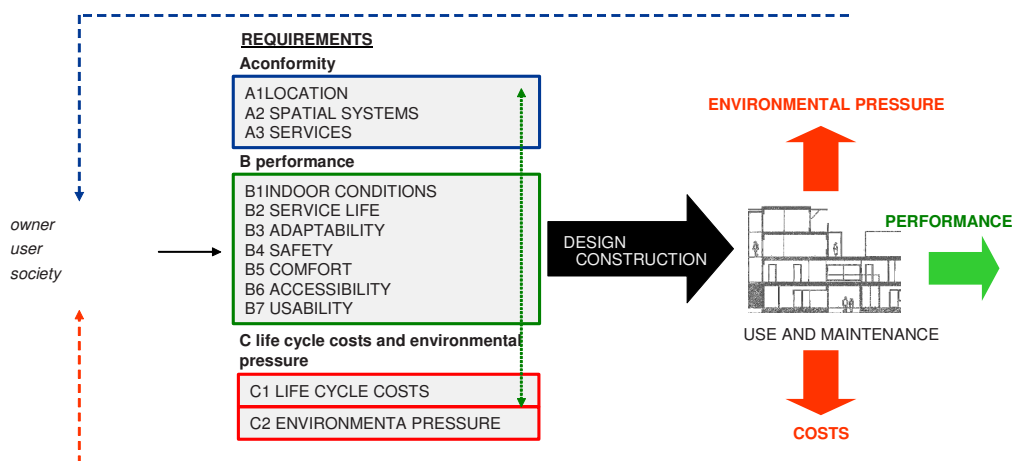 REQUIREMENTS
Aconformity
A1LOCATION
A2 SPATIAL SYSTEMS
A3 SERVICES
B performance
B1INDOOR CONDITIONS
B2 SERVICE LIFE
B3 ADAPTABILITY
B4 SAFETY
B5 COMFORT
B6 ACCESSIBILITY
B7 USABILITY
C life cycle costs and environmental
pressure
C1 LIFE CYCLE COSTS
C2 ENVIRONMENTA PRESSURE
owner
user
society
DESIGN
CONSTRUCTION
ENVIRONMENTAL PRESSURE
PERFORMANCE
USE AND MAINTENANCE
COSTS